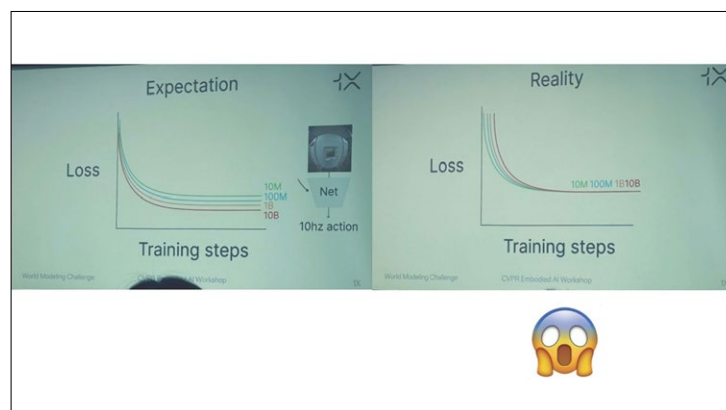 Expectation
1X
Loss
10M
100M
1B
10B
Net
10hz action
Training steps
World Modeling Challenge
CVPR Embodied AI Workshop
Reality
1X
Loss
10M 100M 1B 10B
Training steps
World Modeling Challenge
CVPR Embodied AI Workshop